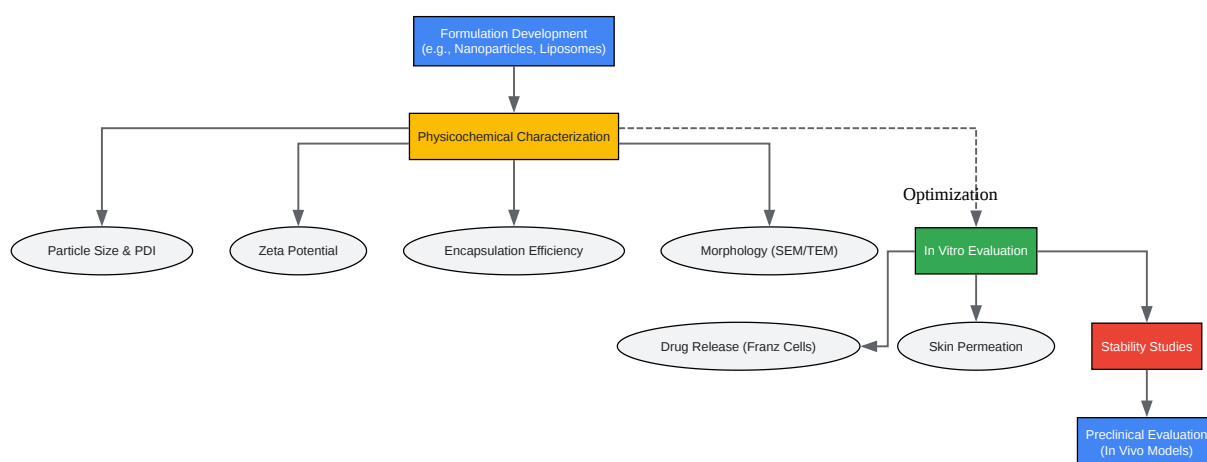 Formulation Development
(e.g., Nanoparticles, Liposomes)
Physicochemical Characterization
Optimization
Particle Size & PDI
Zeta Potential
Encapsulation Efficiency
Morphology (SEM/TEM)
In Vitro Evaluation
Drug Release (Franz Cells)
Skin Permeation
Stability Studies
Preclinical Evaluation
(In Vivo Models)